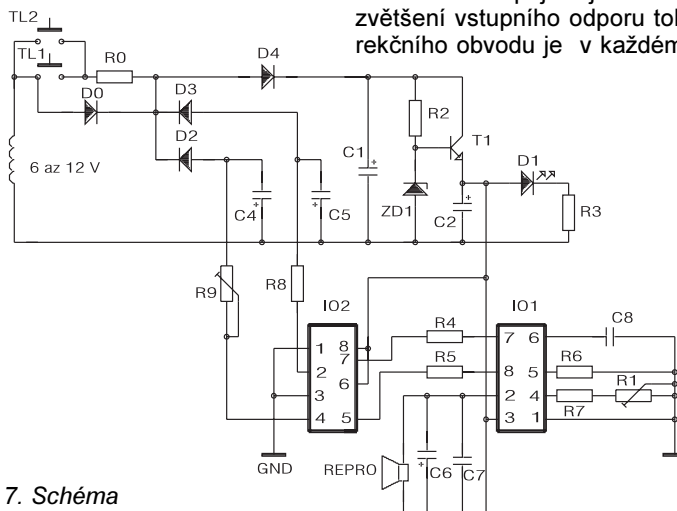 zvětšení vstupního odporu
rekčního obvodu je v každém
TL2
TL1
R0
D4
D0
D3
D2
R2
T1
C1
D1
6 az 12 V
C4
C5
ZD1
C2
R3
R9
R8
IO2
IO1
R4
C8
1 8 7
7 6
2
R5
R6
8 5
R1
3 6
2 4
R7
4 5
3 1
GND
REPRO
C6
C7
7. Schéma